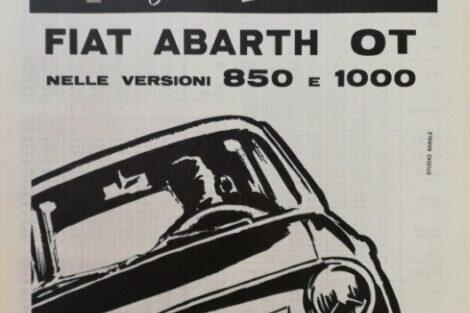 FIAT ABARTH OT
NELLE VERSIONI 850 E 1000